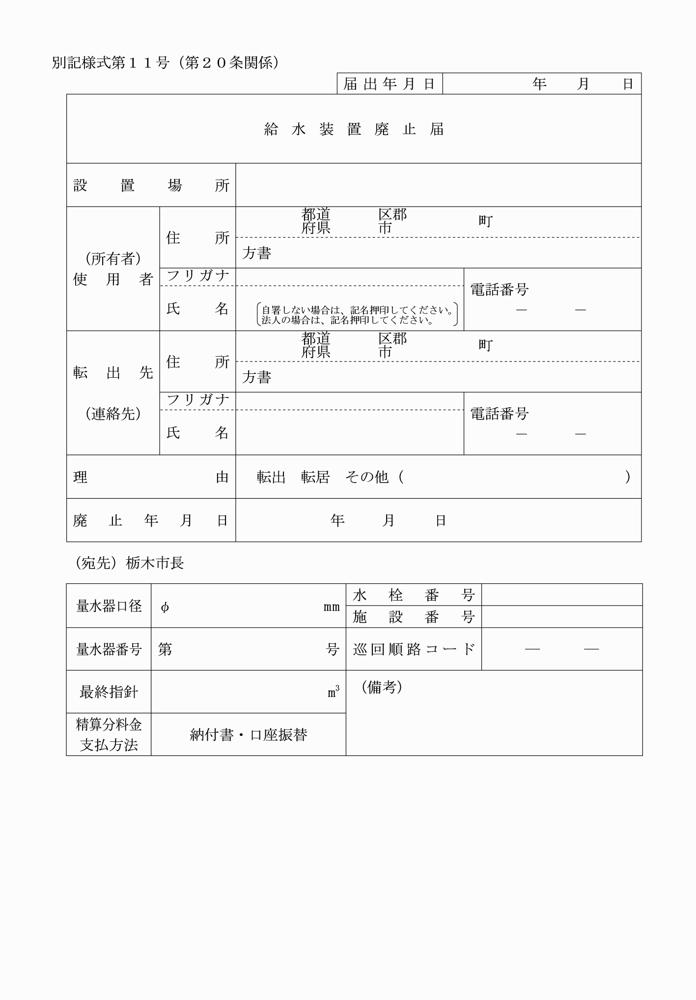 別記様式第１１号（第２０条関係）
届出年月日　年　月　日
給水装置廃止届
設置場所
（所有者）
使用者
住所
都道府県　区郡市　町
方書
フリガナ
氏名
自署しない場合は、記名押印してください。
法人の場合は、記名押印してください。
電話番号
－　－
転出先
（連絡先）
住所
都道府県　区郡市　町
方書
フリガナ
氏名
電話番号
－　－
理由　転出　転居　その他（　）
廃止年月日　年　月　日
（宛先）栃木市長
量水器口径　φ　mm
水栓番号
施設番号
量水器番号　第　号
巡回順路コード　―　―
最終指針　m³
（備考）
精算分料金
支払方法
納付書・口座振替